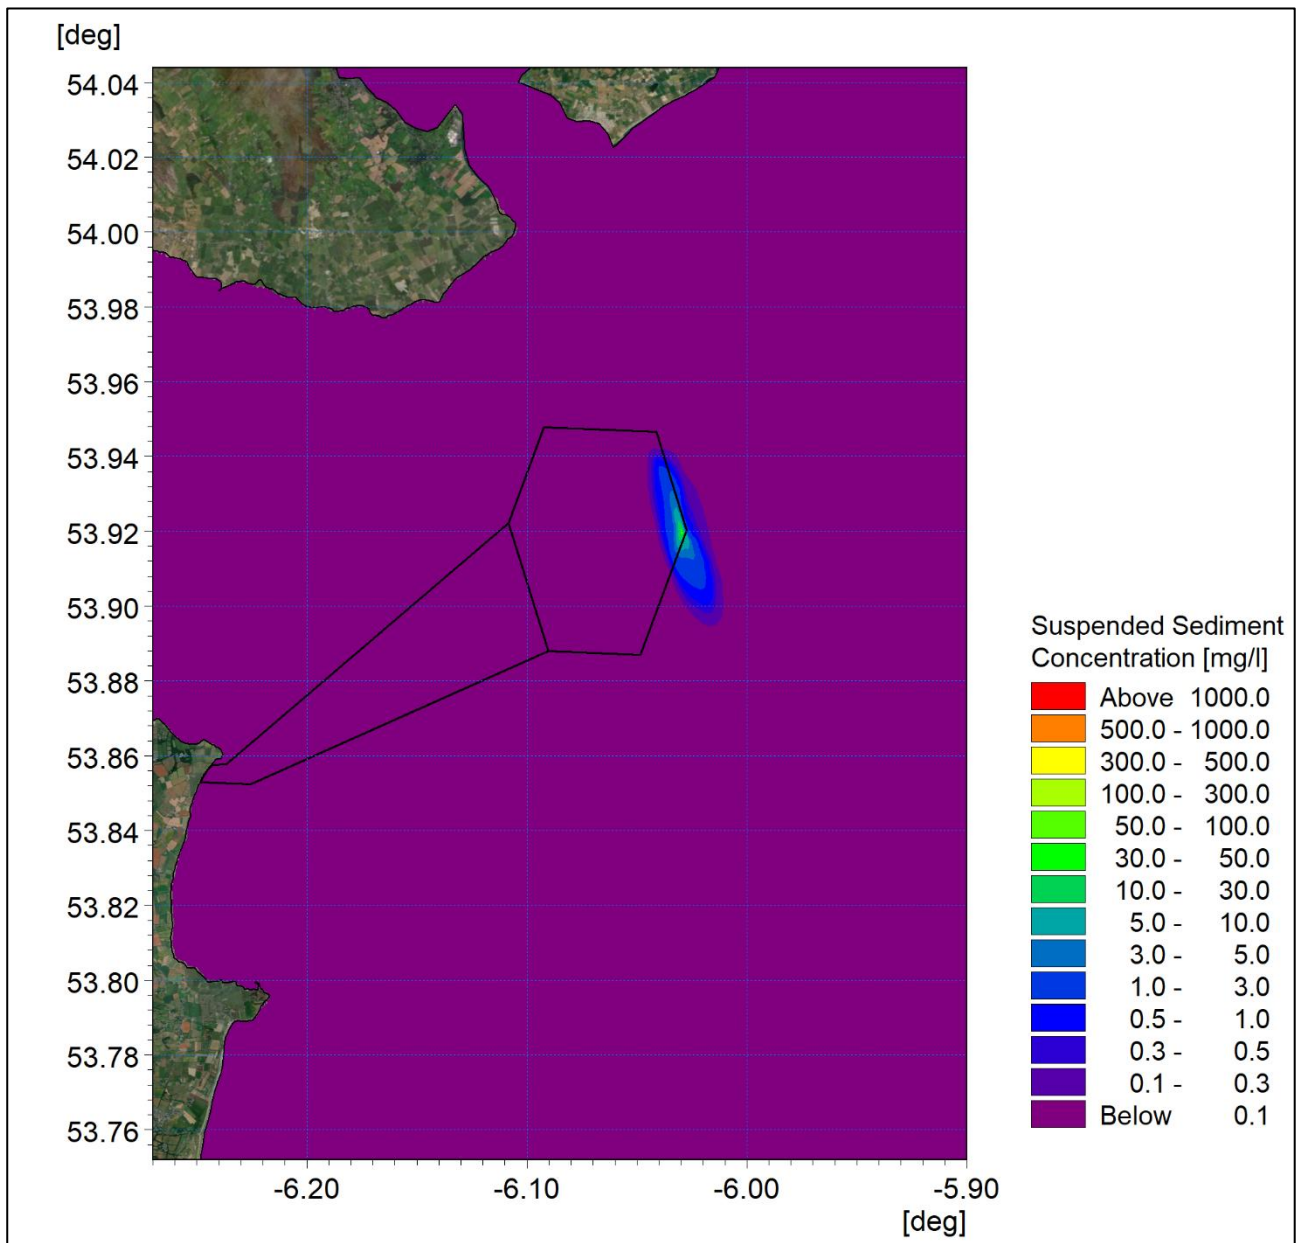 [deg]
54.04
54.02
54.00
53.98
53.96
53.94
53.92
53.90
53.88
53.86
53.84
53.82
53.80
53.78
53.76
-6.20 -6.10 -6.00 -5.90
[deg]
Suspended Sediment
Concentration [mg/l]
Above 1000.0
500.0 - 1000.0
300.0 - 500.0
100.0 - 300.0
50.0 - 100.0
30.0 - 50.0
10.0 - 30.0
5.0 - 10.0
3.0 - 5.0
1.0 - 3.0
0.5 - 1.0
0.3 - 0.5
0.1 - 0.3
Below 0.1